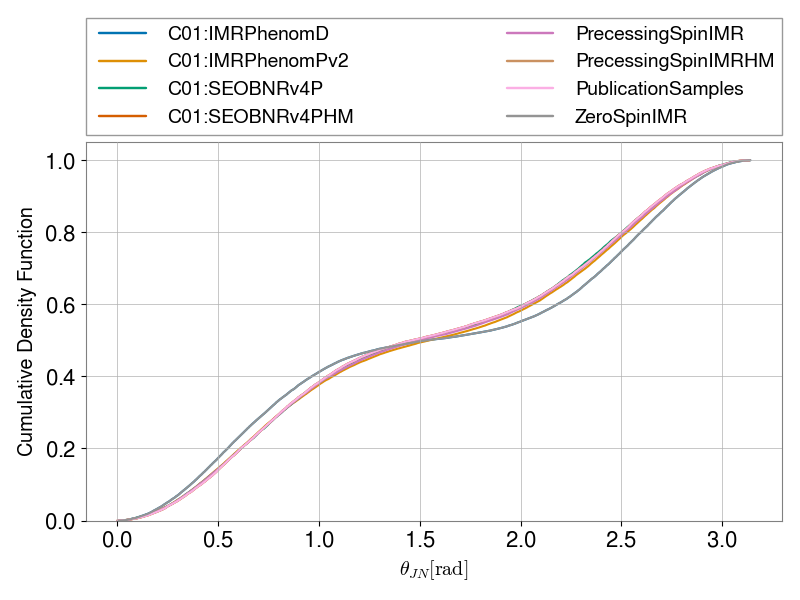 C01:IMRPhenomD
C01:IMRPhenomPv2
C01:SEOBNRv4P
C01:SEOBNRv4PHM
PrecessingSpinIMR
PrecessingSpinIMRHM
PublicationSamples
ZeroSpinIMR
Cumulative Density Function
1.0
0.8
0.6
0.4
0.2
0.0
0.0 0.5 1.0 1.5 2.0 2.5 3.0
θ_JN[rad]